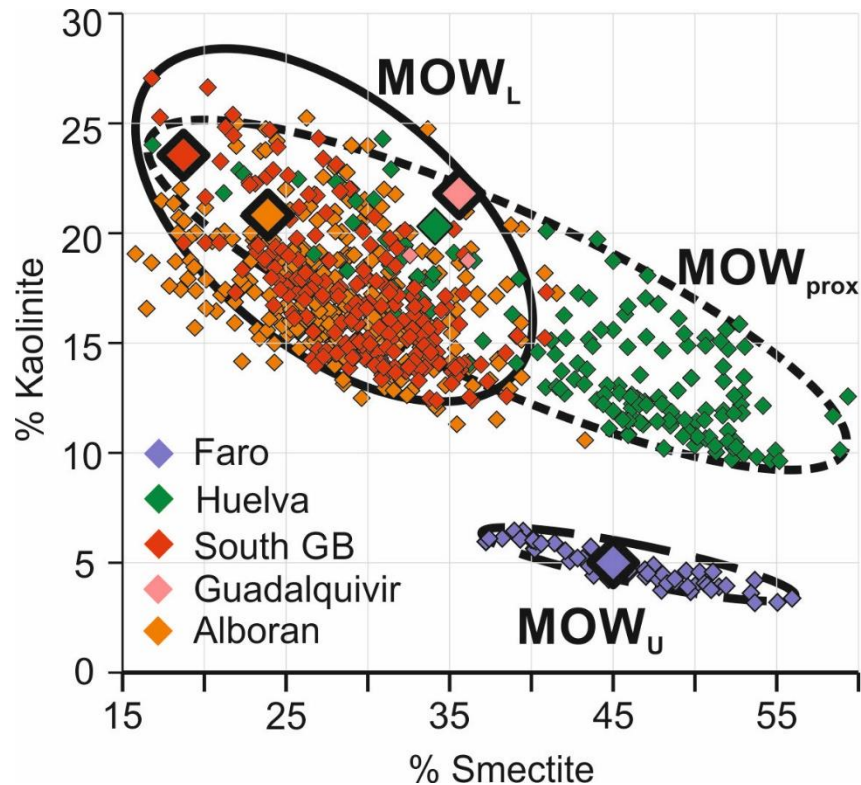 30
25
20
15
10
5
0
% Kaolinite
MOWL
MOWprox
MOWU
Faro
Huelva
South GB
Guadalquivir
Alboran
15
25
35
45
55
% Smectite